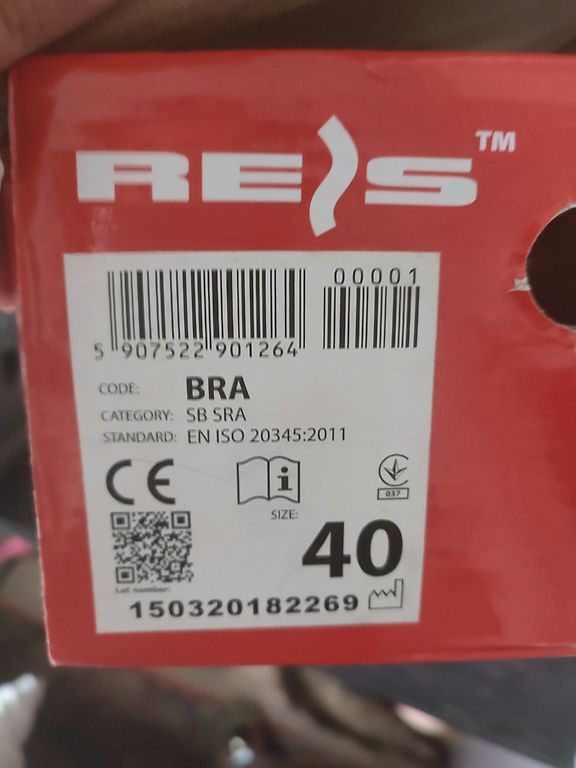 REIS™
00001
5 907522 901264
CODE: BRA
CATEGORY: SB SRA
STANDARD: EN ISO 20345:2011
CE
i
037
SIZE: 40
Lot number:
150320182269